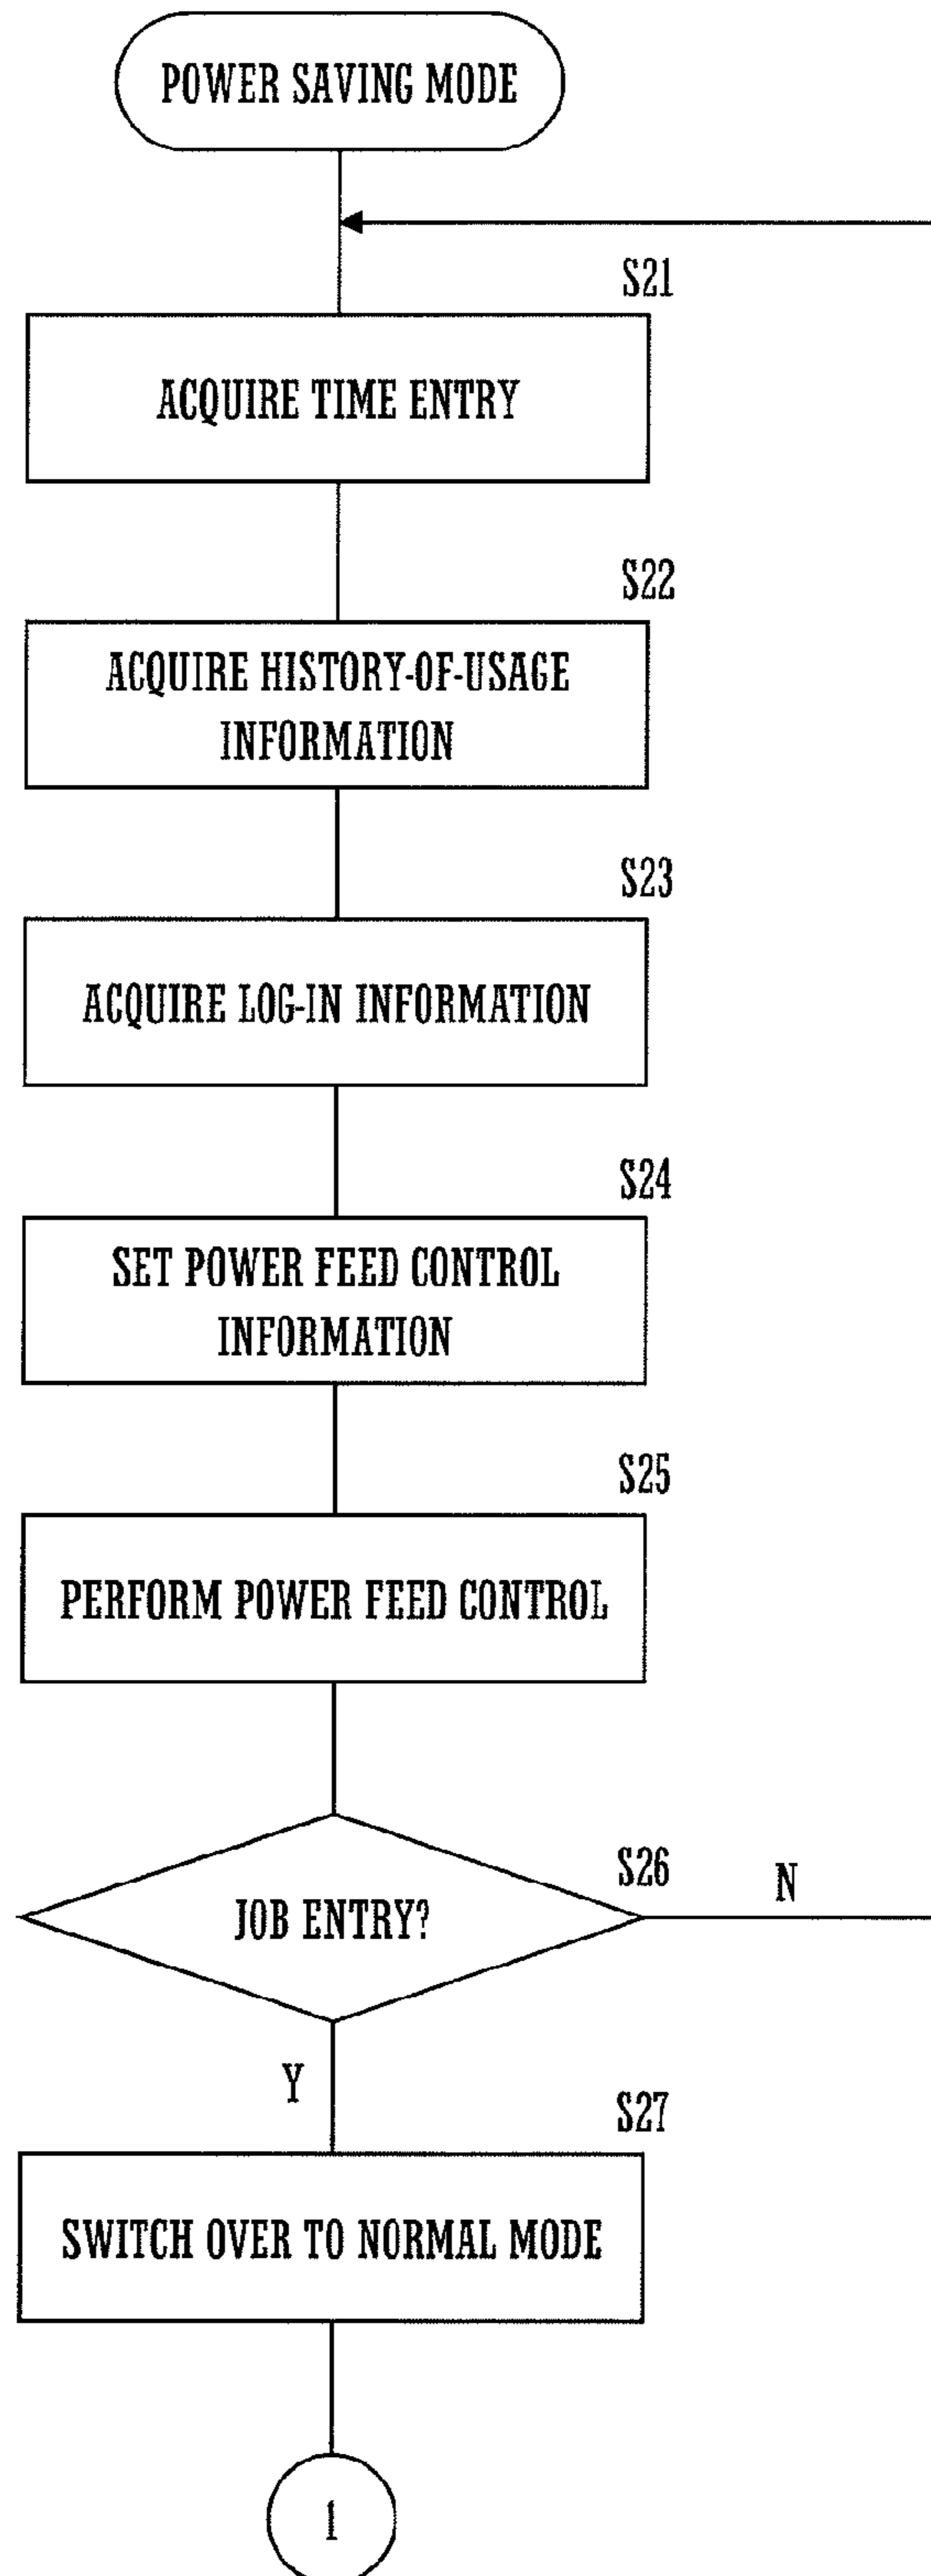 POWER SAVING MODE
S21
ACQUIRE TIME ENTRY
S22
ACQUIRE HISTORY-OF-USAGE
INFORMATION
S23
ACQUIRE LOG-IN INFORMATION
S24
SET POWER FEED CONTROL
INFORMATION
S25
PERFORM POWER FEED CONTROL
S26
N
JOB ENTRY?
Y
S27
SWITCH OVER TO NORMAL MODE
1